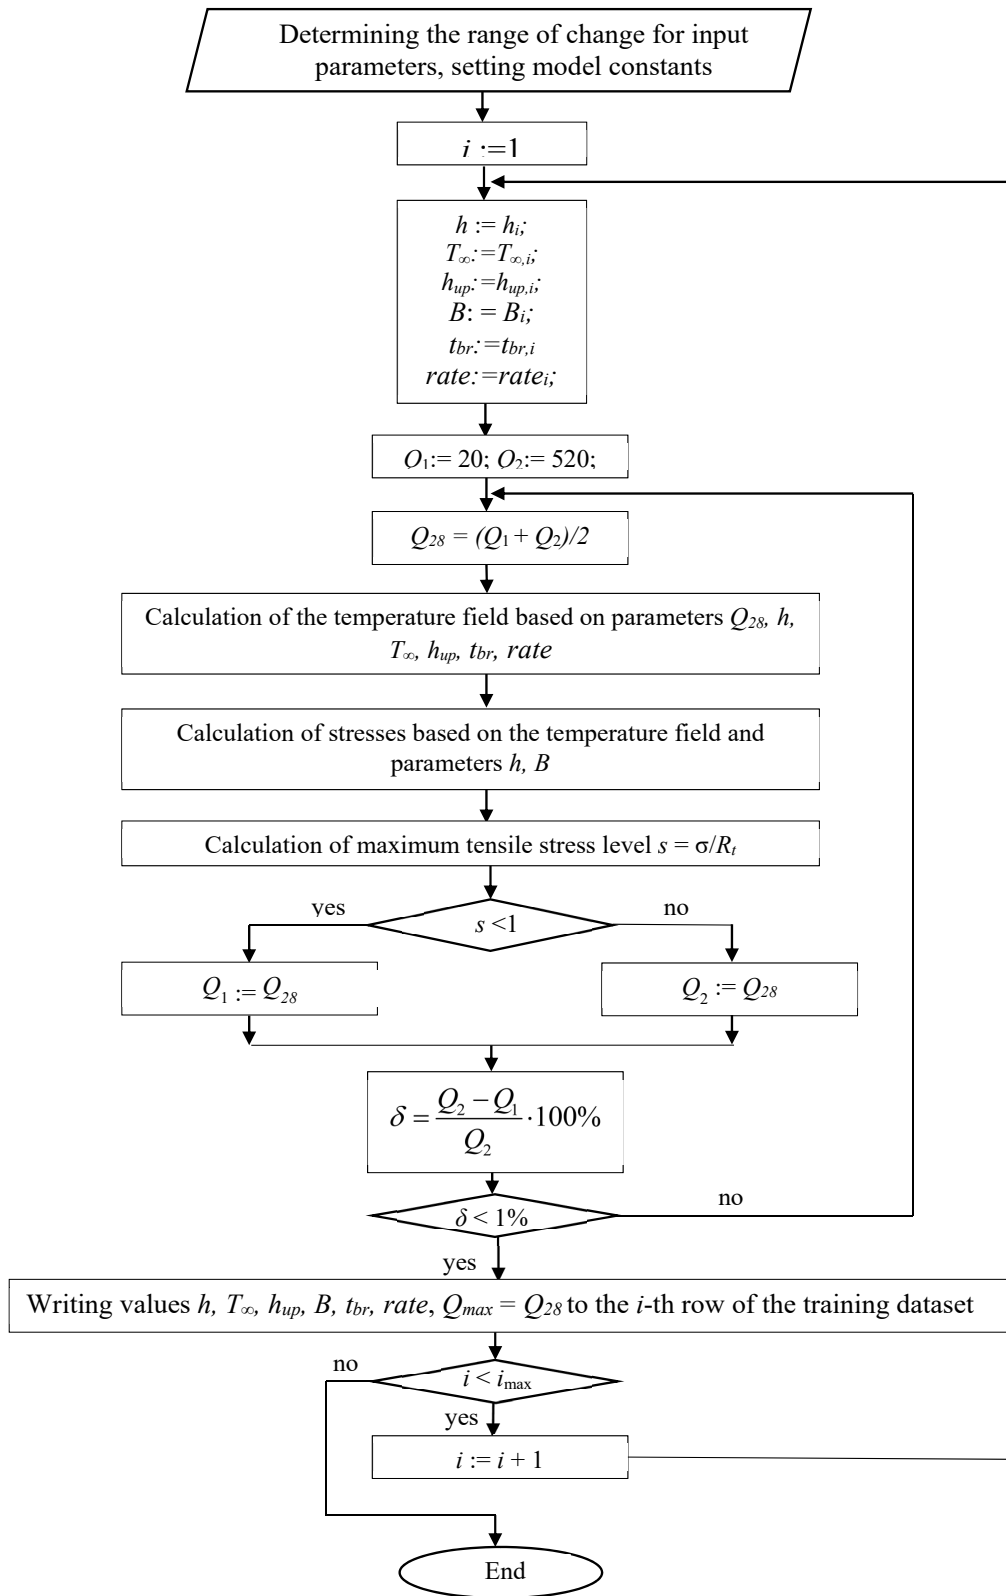 Determining the range of change for input
parameters, setting model constants
i :=1
h := hᵢ;
T∞:=T∞,i;
hup:=hup,i;
B: = Bi;
tbr:=tbr,i
rate:=ratei;
Q1:= 20; Q2:= 520;
Q28 = (Q1 + Q2)/2
Calculation of the temperature field based on parameters Q28, h,
T∞, hup, tbr, rate
Calculation of stresses based on the temperature field and
parameters h, B
Calculation of maximum tensile stress level s = σ/Rt
yes
s <1
no
Q1 := Q28
Q2 := Q28
δ = (Q2 − Q1)/Q2 ·100%
no
δ < 1%
yes
Writing values h, T∞, hup, B, tbr, rate, Qmax = Q28 to the i-th row of the training dataset
no
i < imax
yes
i := i + 1
End